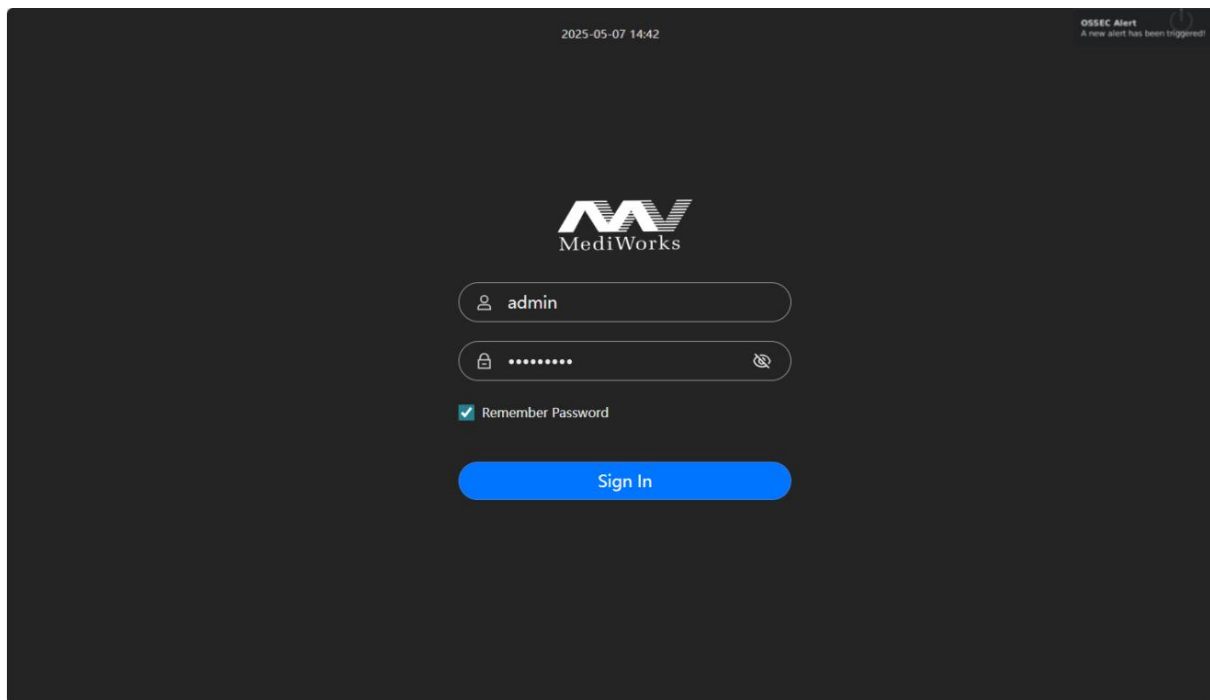 2025-05-07 14:42
OSSEC Alert
A new alert has been triggered!
MediWorks
admin
•••••••••
Remember Password
Sign In